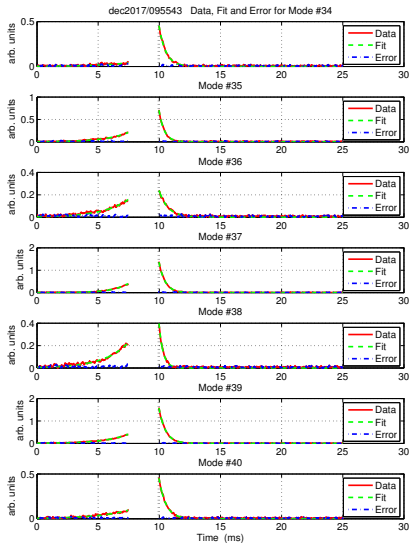 dec2017/095543 Data, Fit and Error for Mode #34
0.5
arb. units
0
0 5 10 15 20 25 30
Data
Fit
Error
Mode #35
1
0.5
arb. units
0
0 5 10 15 20 25 30
Data
Fit
Error
Mode #36
0.4
0.2
arb. units
0
0 5 10 15 20 25 30
Data
Fit
Error
Mode #37
2
1
arb. units
0
0 5 10 15 20 25 30
Data
Fit
Error
Mode #38
0.4
0.2
arb. units
0
0 5 10 15 20 25 30
Data
Fit
Error
Mode #39
2
1
arb. units
0
0 5 10 15 20 25 30
Data
Fit
Error
Mode #40
0.5
arb. units
0
0 5 10 15 20 25 30
Data
Fit
Error
Time (ms)